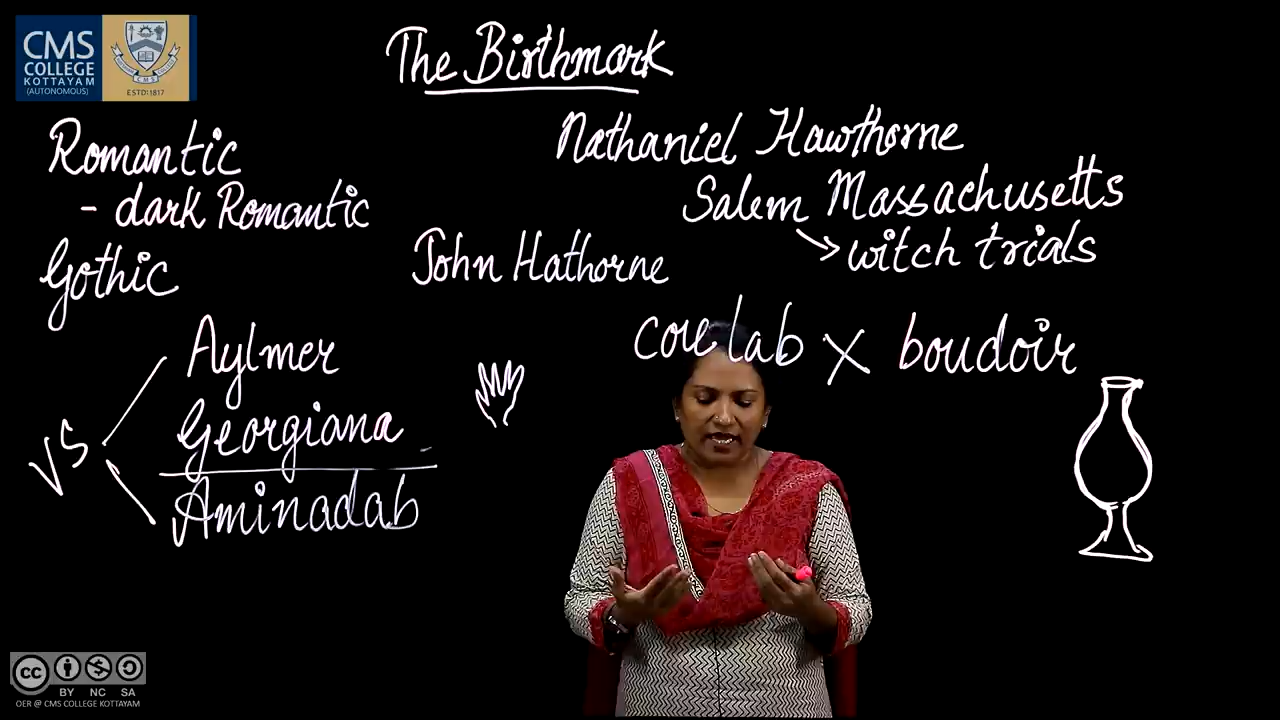 CMS
COLLEGE
KOTTAYAM
(AUTONOMOUS)
ESTD:1817
The Birthmark
Romantic
- dark Romantic
Gothic
Nathaniel Hawthorne
Salem Massachusetts
witch trials
John Hathorne
lab X boudoir
VS
Aylmer
Georgiana
Aminadab
cc
BY NC SA
OER @ CMS COLLEGE KOTTAYAM